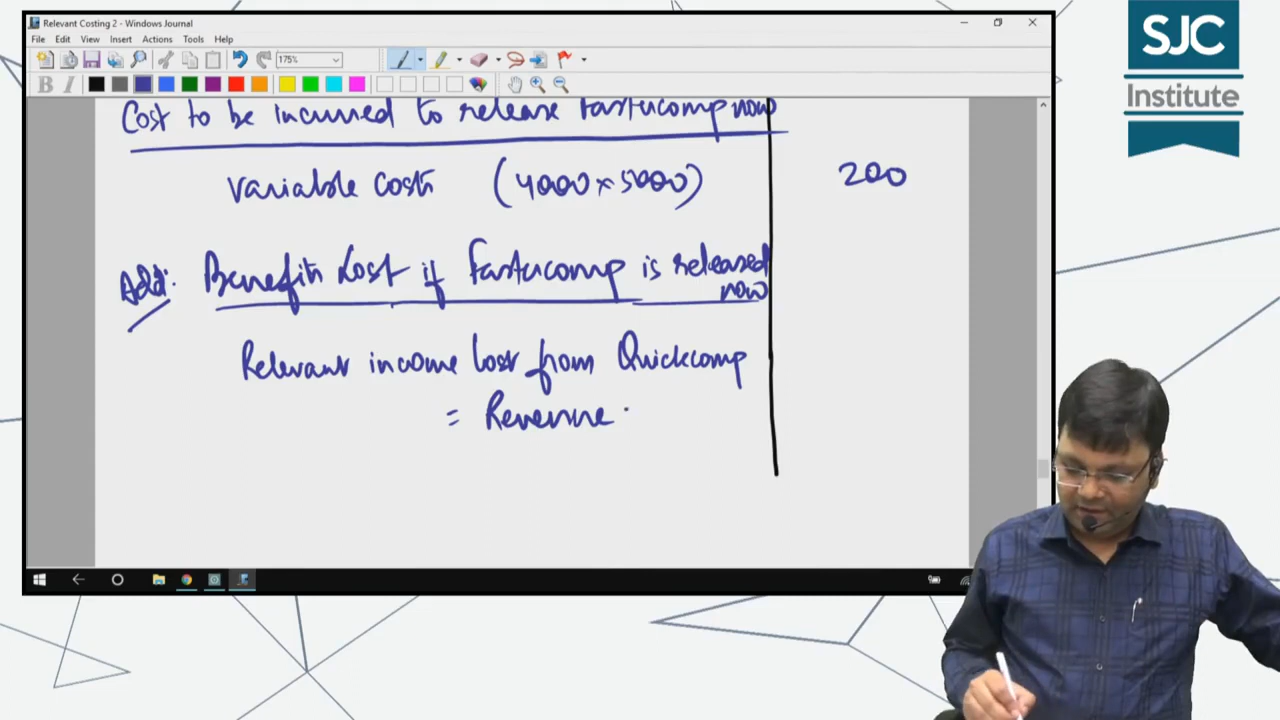 Relevant Costing 2 - Windows Journal
File Edit View Insert Actions Tools Help
175%
B I
SJC
Institute
Cost to be incurred to release Fastucomp now
Variable costs (4000 x 5000) 200
Add: Benefits Lost if Fastucomp is released
now
Relevant income lost from Quickcomp
= Revenue